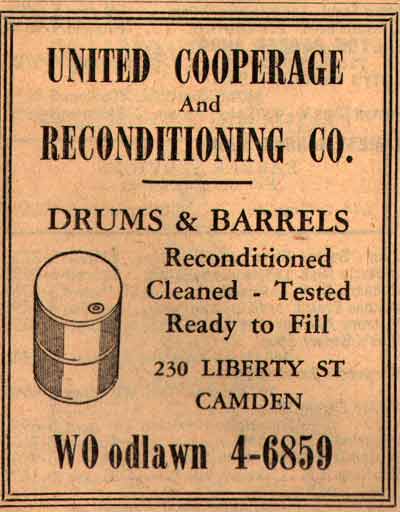 UNITED COOPERAGE
And
RECONDITIONING CO.
DRUMS & BARRELS
Reconditioned
Cleaned - Tested
Ready to Fill
230 LIBERTY ST
CAMDEN
WO odlawn 4-6859